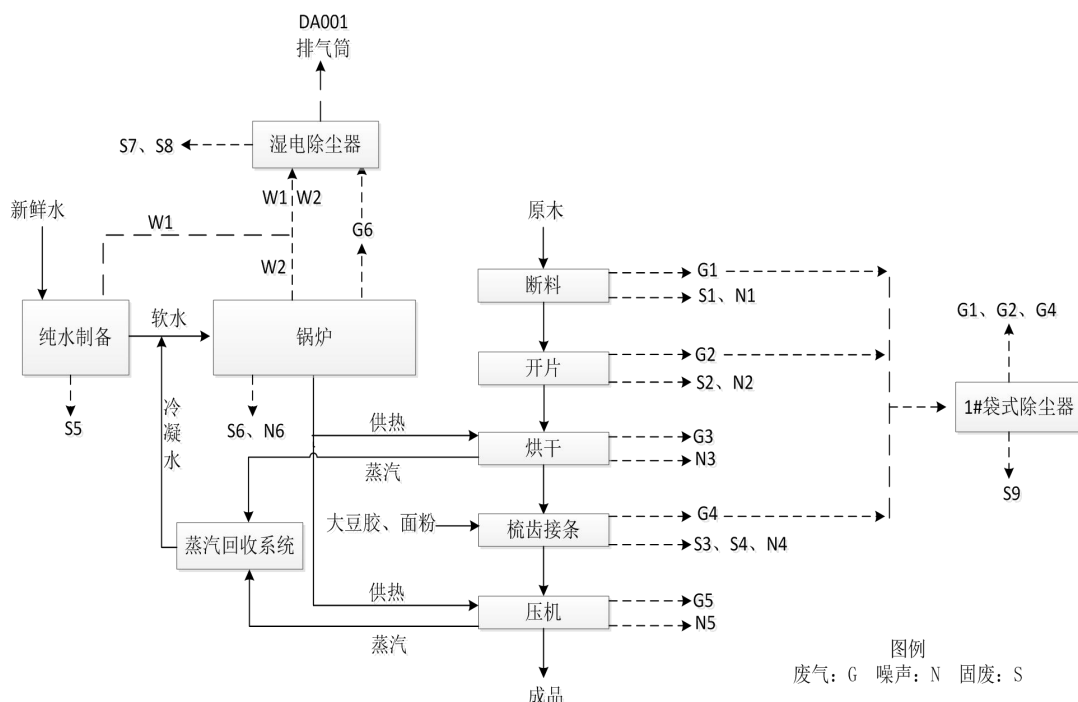 DA001
排气筒
湿电除尘器
S7、S8
W1
W2
新鲜水
W1
G6
W2
纯水制备
软水
锅炉
S5
S6、N6
冷凝水
供热
蒸汽
蒸汽回收系统
供热
蒸汽
原木
断料
G1
S1、N1
开片
G2
S2、N2
烘干
G3
N3
大豆胶、面粉
梳齿接条
G4
S3、S4、N4
压机
G5
N5
成品
G1、G2、G4
1#袋式除尘器
S9
图例
废气：G 噪声：N 固废：S